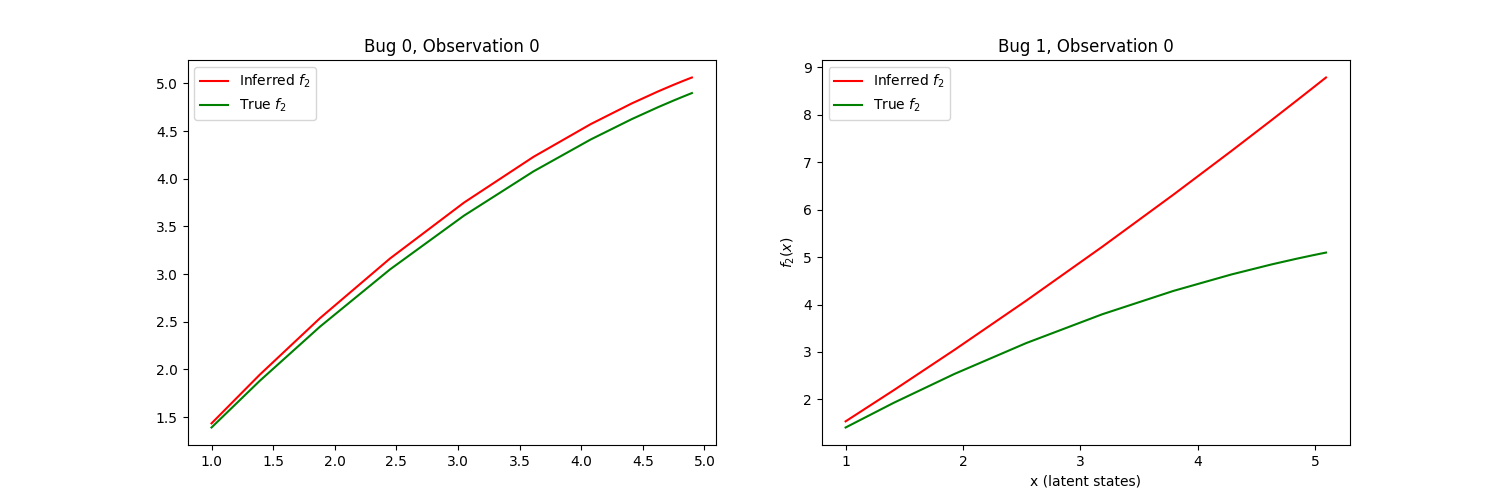 Bug 0, Observation 0
Inferred f₂
True f₂
5.0
4.5
4.0
3.5
3.0
2.5
2.0
1.5
1.0 1.5 2.0 2.5 3.0 3.5 4.0 4.5 5.0
Bug 1, Observation 0
Inferred f₂
True f₂
9
8
7
6
5
4
3
2
f₂(x)
1 2 3 4 5
x (latent states)